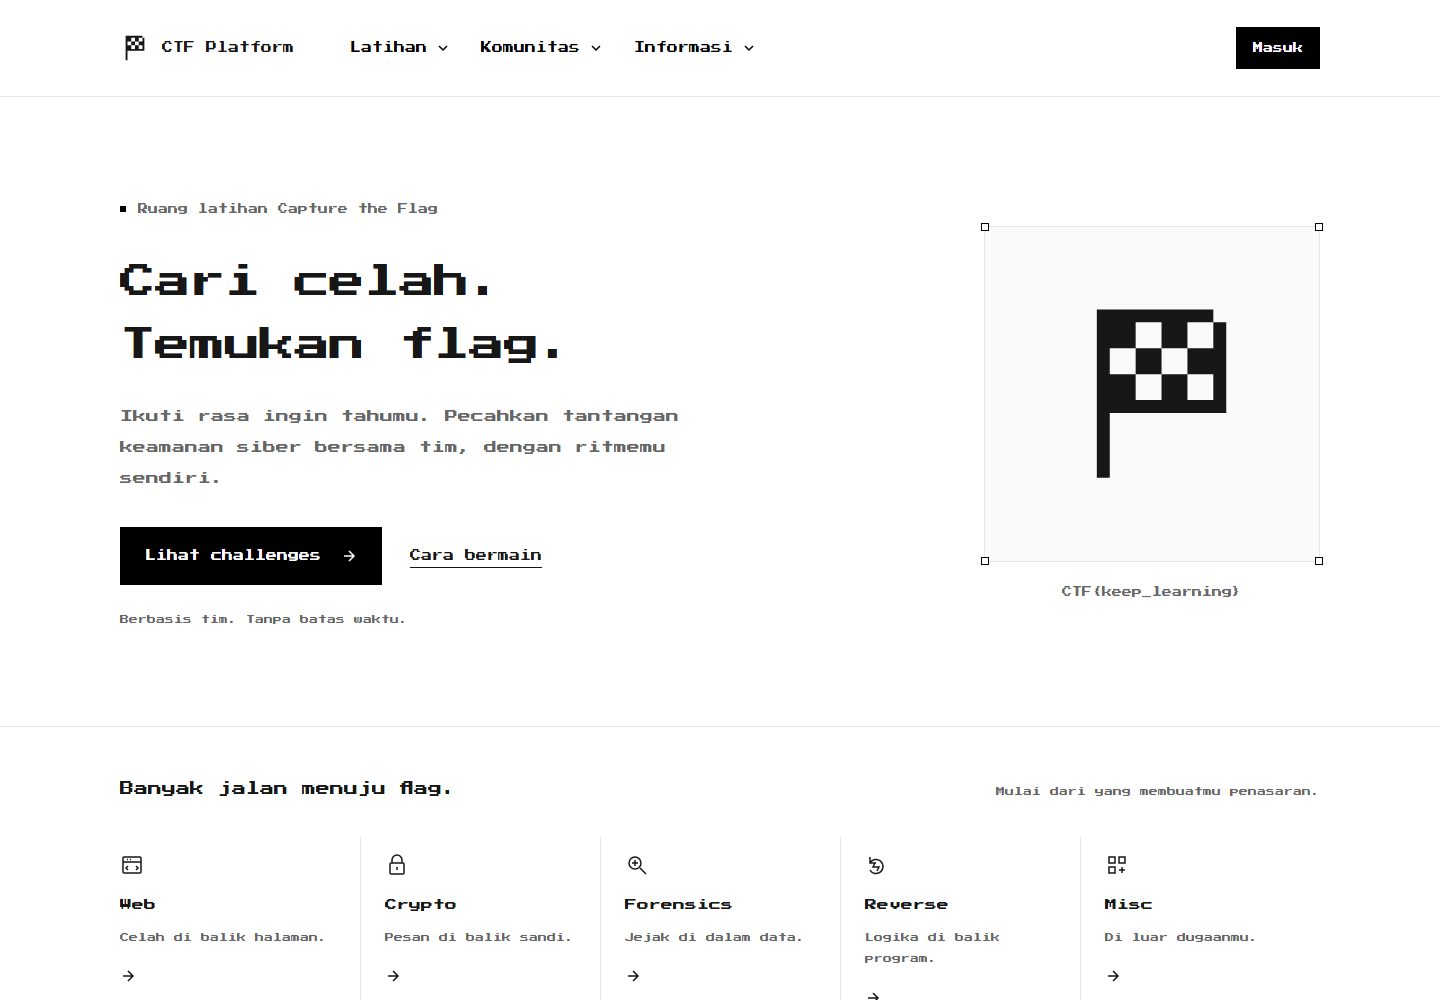 CTF Platform
Latihan
Komunitas
Informasi
Masuk
Ruang latihan Capture the Flag
Cari celah.
Temukan flag.
Ikuti rasa ingin tahumu. Pecahkan tantangan
keamanan siber bersama tim, dengan ritmemu
sendiri.
Lihat challenges
Cara bermain
Berbasis tim. Tanpa batas waktu.
CTF{keep_learning}
Banyak jalan menuju flag.
Mulai dari yang membuatmu penasaran.
Web
Celah di balik halaman.
Crypto
Pesan di balik sandi.
Forensics
Jejak di dalam data.
Reverse
Logika di balik
program.
Misc
Di luar dugaanmu.